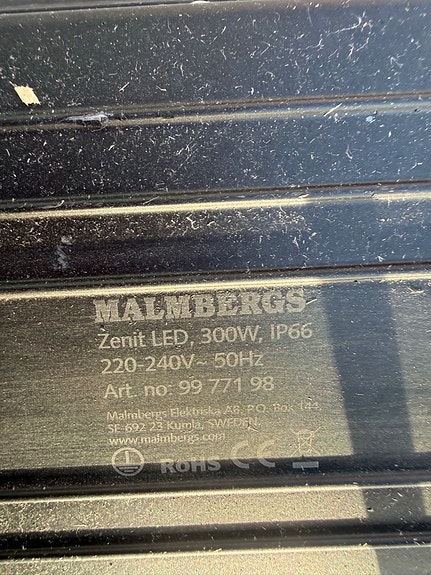 MALMBERGS
Zenit LED, 300W, IP66
220-240V~ 50Hz
Art. no: 99 771 98
Malmbergs Elektriska AB, P.O. Box 144,
SE-692 23 Kumla, SWEDEN.
www.malmbergs.com
RoHS CE